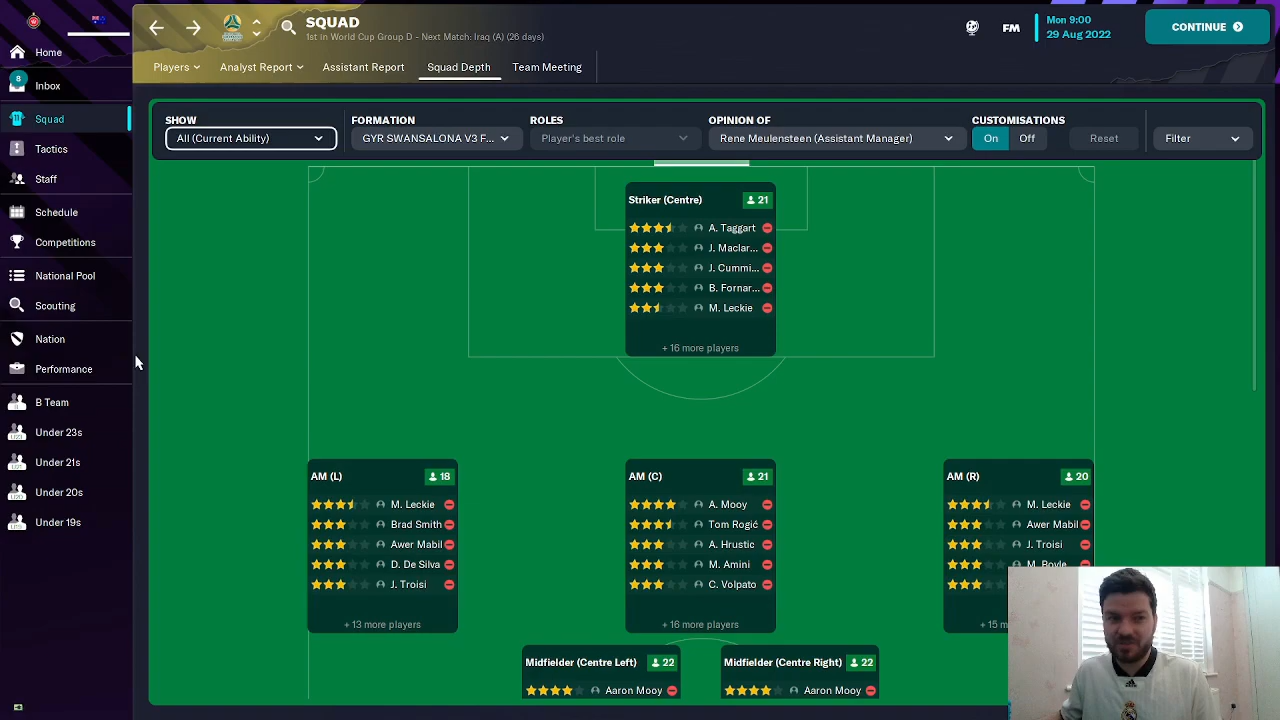 SQUAD
1st in World Cup Group D - Next Match: Iraq (A) (26 days)
FM
Mon 9:00
29 Aug 2022
CONTINUE
Home
8
Inbox
Squad
Tactics
Staff
Schedule
Competitions
National Pool
Scouting
Nation
Performance
B Team
Under 23s
U23
Under 21s
U21
Under 20s
U20
Under 19s
U19
Players
Analyst Report
Assistant Report
Squad Depth
Team Meeting
SHOW
All (Current Ability)
FORMATION
GYR SWANSALONA V3 F...
ROLES
Player's best role
OPINION OF
Rene Meulensteen (Assistant Manager)
CUSTOMISATIONS
On
Off
Reset
Filter
Striker (Centre) 21
A. Taggart
J. Maclar...
J. Cummi...
B. Fornar...
M. Leckie
+ 16 more players
AM (L) 18
M. Leckie
Brad Smith
Awer Mabil
D. De Silva
J. Troisi
+ 13 more players
AM (C) 21
A. Mooy
Tom Rogić
A. Hrustic
M. Amini
C. Volpato
+ 16 more players
AM (R) 20
M. Leckie
Awer Mabil
J. Troisi
M. Boyle
+ 15 m
Midfielder (Centre Left) 22
Aaron Mooy
Midfielder (Centre Right) 22
Aaron Mooy